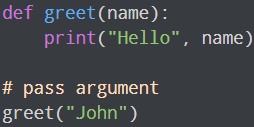 def greet(name):
    print("Hello", name)

# pass argument
greet("John")